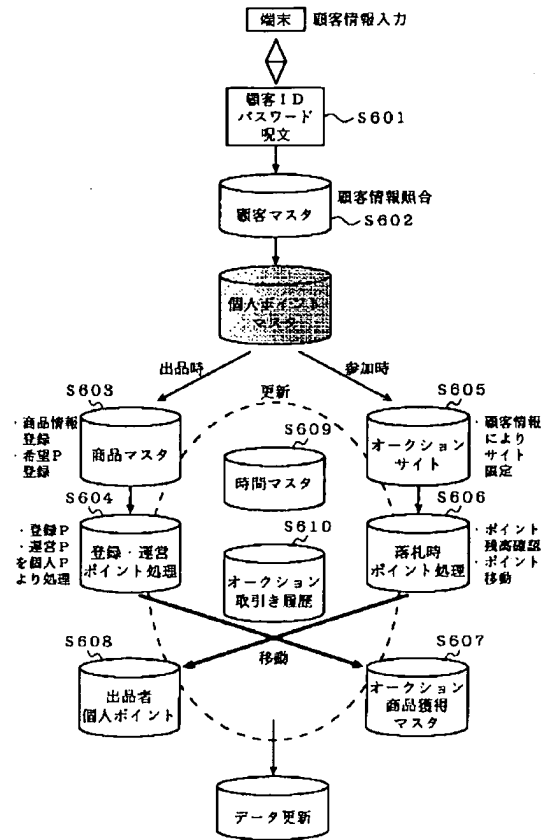 端末 顧客情報入力
顧客ID
パスワード
呪文
S601
顧客情報照合
顧客マスタ
S602
個人ポイント
マスタ
出品時
参加時
S603
更新
S605
・商品情報
登録
・希望P
登録
商品マスタ
S609
時間マスタ
オークション
サイト
・顧客情報
により
サイト
限定
S604
S610
S606
・登録P
・運営P
を個人P
より処理
登録・運営
ポイント処理
オークション
取引き履歴
落札時
ポイント処理
・ポイント
残高確認
・ポイント
移動
S608
移動
S607
出品者
個人ポイント
オークション
商品獲得
マスタ
データ更新